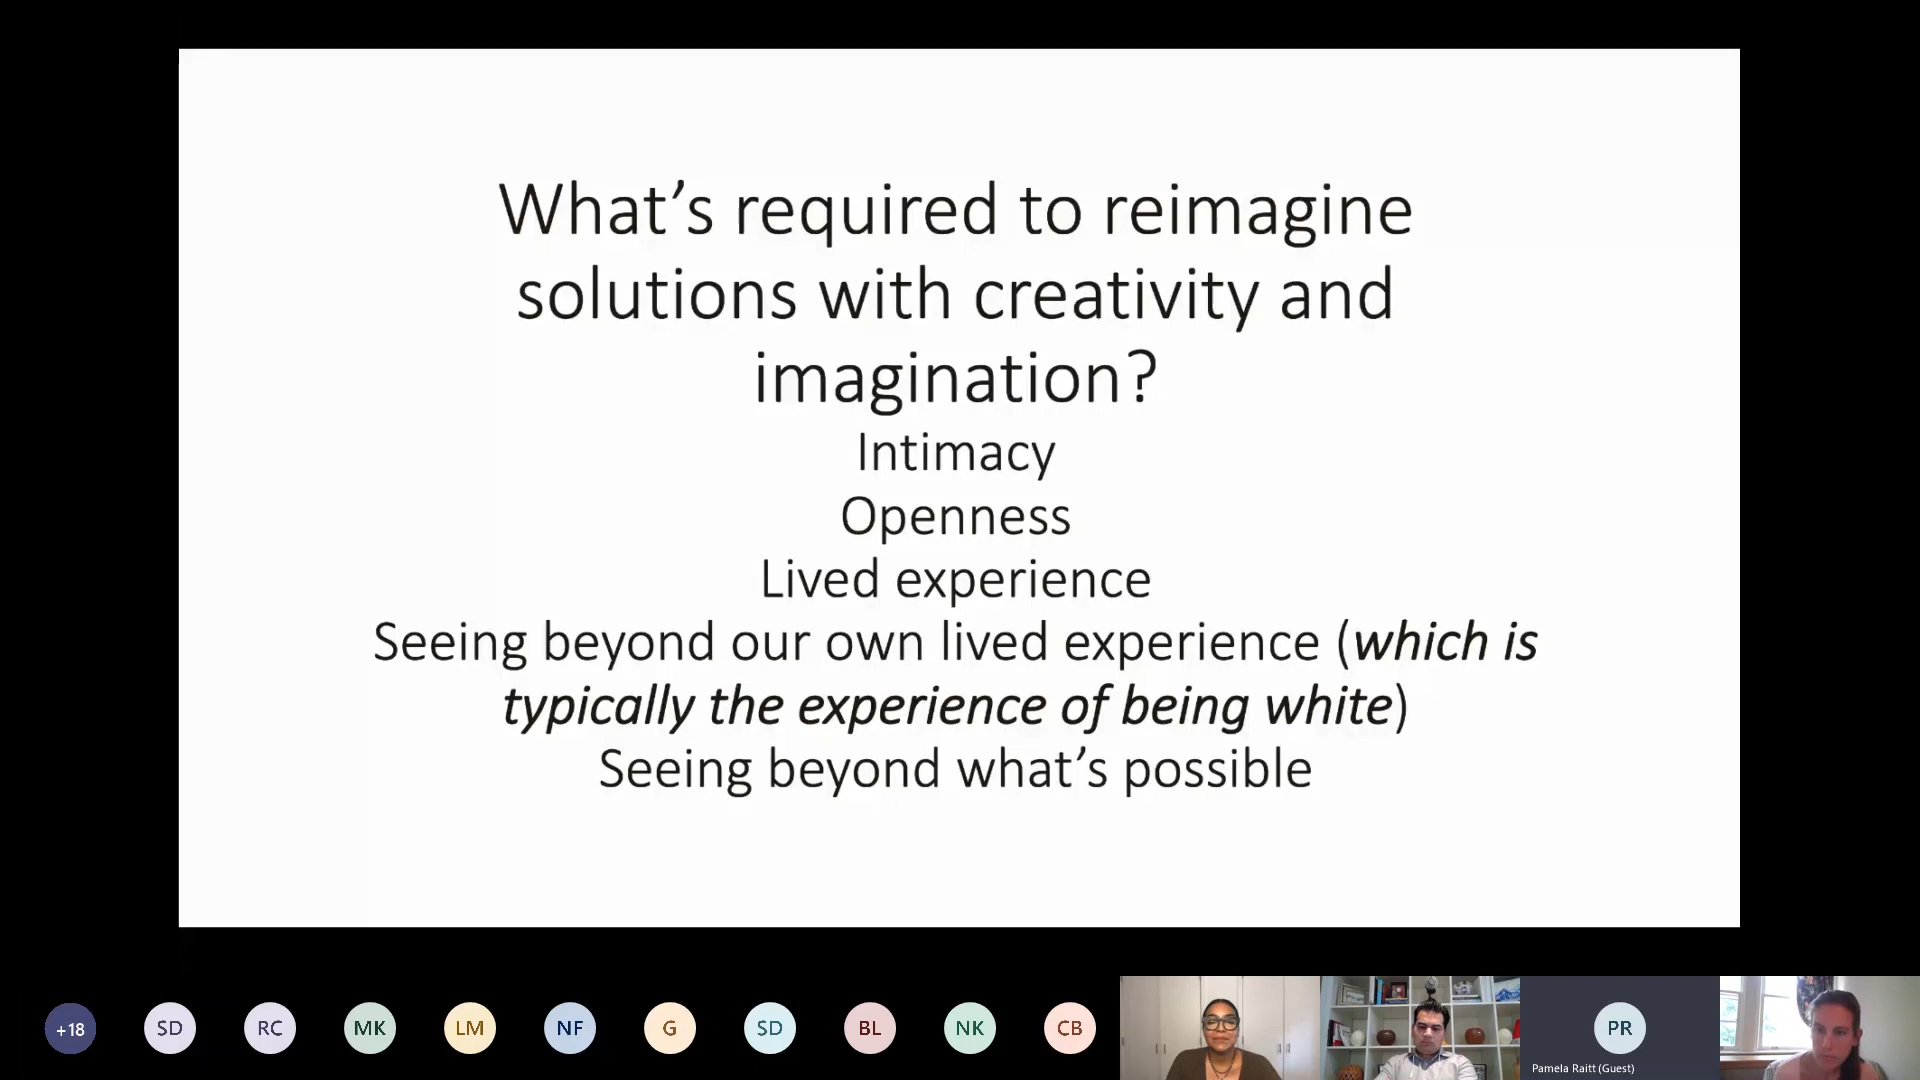 What’s required to reimagine
solutions with creativity and
imagination?
Intimacy
Openness
Lived experience
Seeing beyond our own lived experience (which is
typically the experience of being white)
Seeing beyond what’s possible
+18
SD
RC
MK
LM
NF
G
SD
BL
NK
CB
PR
Pamela Raitt (Guest)